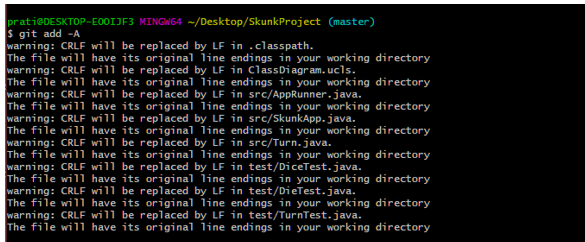 prati@DESKTOP-EOOIJF3 MINGW64 ~/Desktop/SkunkProject (master)
$ git add -A
warning: CRLF will be replaced by LF in .classpath.
The file will have its original line endings in your working directory
warning: CRLF will be replaced by LF in ClassDiagram.ucls.
The file will have its original line endings in your working directory
warning: CRLF will be replaced by LF in src/AppRunner.java.
The file will have its original line endings in your working directory
warning: CRLF will be replaced by LF in src/SkunkApp.java.
The file will have its original line endings in your working directory
warning: CRLF will be replaced by LF in src/Turn.java.
The file will have its original line endings in your working directory
warning: CRLF will be replaced by LF in test/DiceTest.java.
The file will have its original line endings in your working directory
warning: CRLF will be replaced by LF in test/DieTest.java.
The file will have its original line endings in your working directory
warning: CRLF will be replaced by LF in test/TurnTest.java.
The file will have its original line endings in your working directory